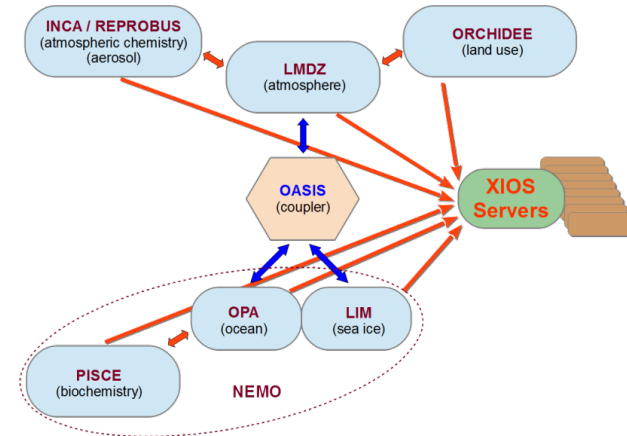 INCA / REPROBUS
(atmospheric chemistry)
(aerosol)
LMDZ
(atmosphere)
ORCHIDEE
(land use)
OASIS
(coupler)
XIOS
Servers
OPA
(ocean)
LIM
(sea ice)
PISCE
(biochemistry)
NEMO